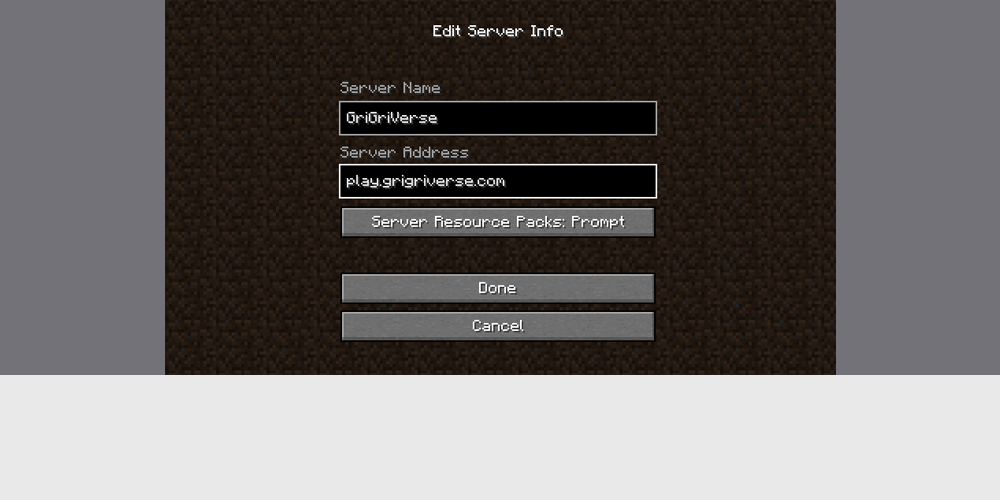 Edit Server Info
Server Name
GriGriVerse
Server Address
play.grigriverse.com
Server Resource Packs: Prompt
Done
Cancel